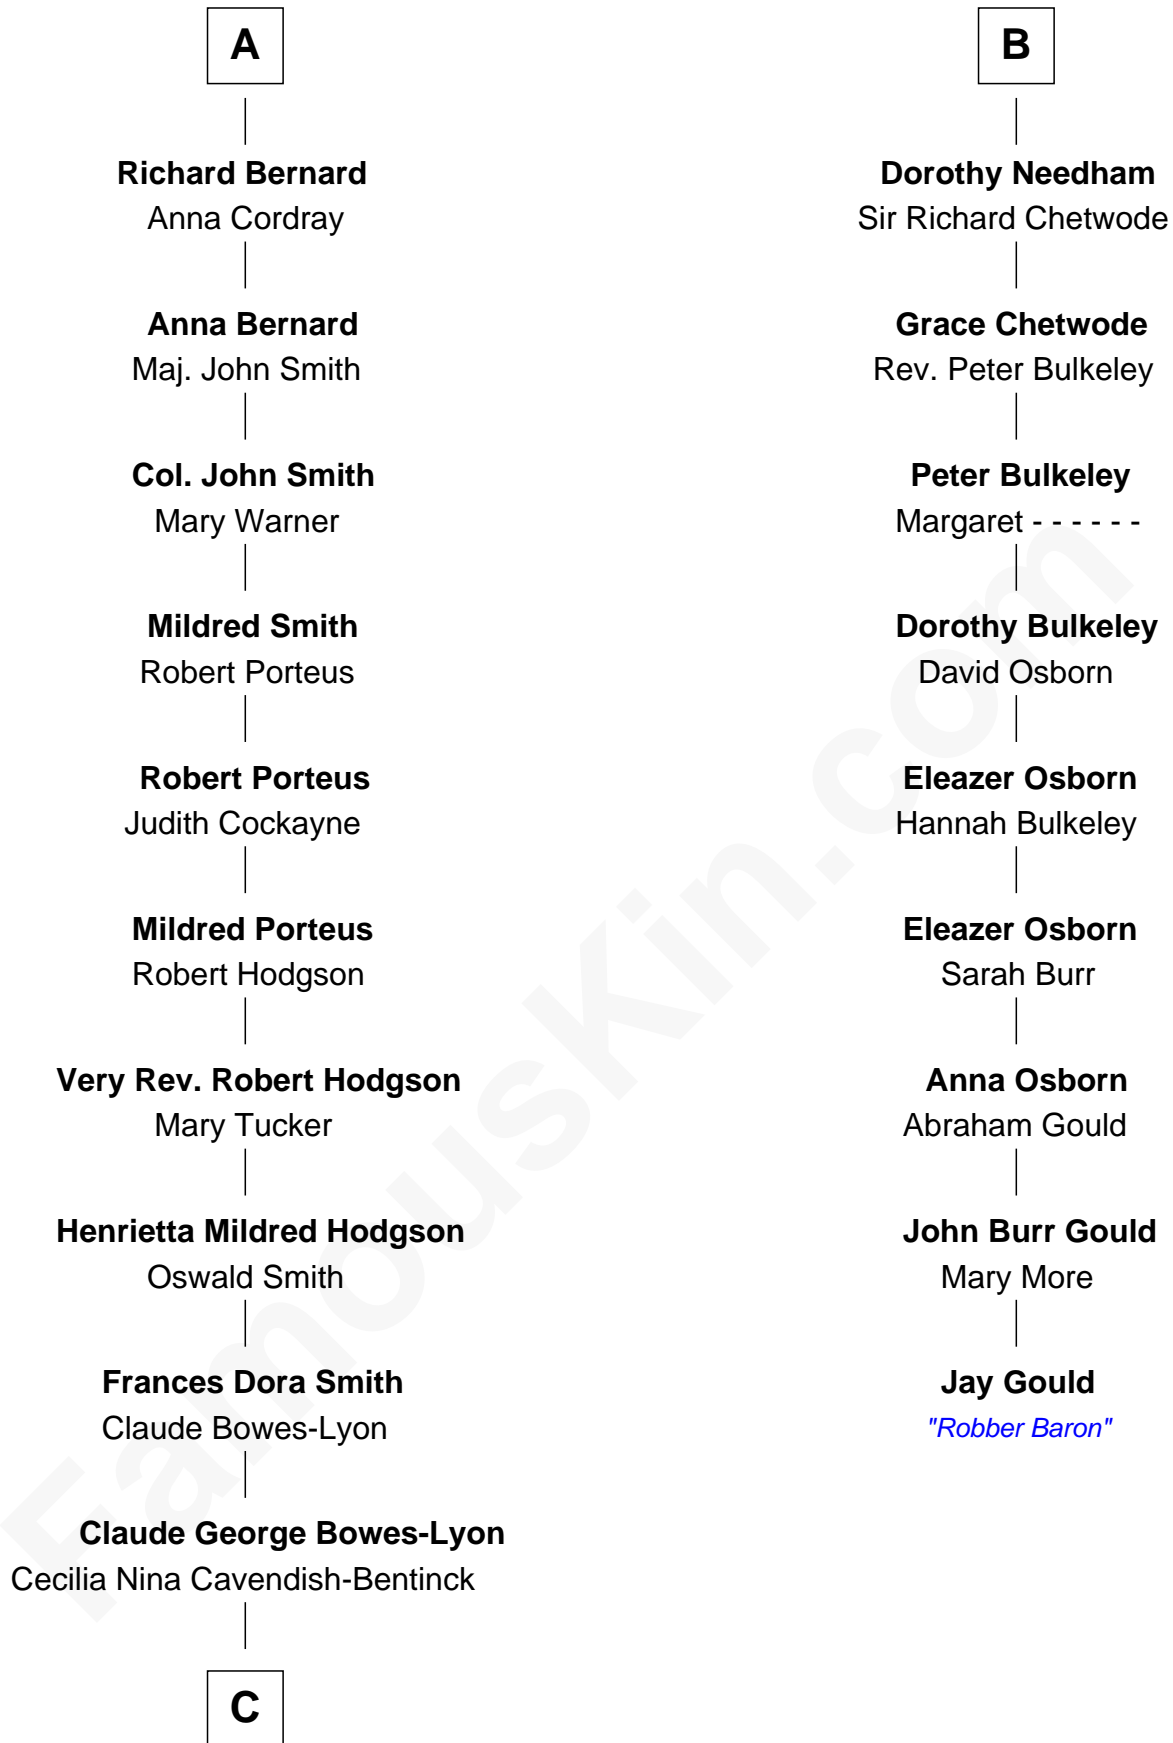 A
Richard Bernard
Anna Cordray
Anna Bernard
Maj. John Smith
Col. John Smith
Mary Warner
Mildred Smith
Robert Porteus
Robert Porteus
Judith Cockayne
Mildred Porteus
Robert Hodgson
Very Rev. Robert Hodgson
Mary Tucker
Henrietta Mildred Hodgson
Oswald Smith
Frances Dora Smith
Claude Bowes-Lyon
Claude George Bowes-Lyon
Cecilia Nina Cavendish-Bentinck
C
B
Dorothy Needham
Sir Richard Chetwode
Grace Chetwode
Rev. Peter Bulkeley
Peter Bulkeley
Margaret - - - - - -
Dorothy Bulkeley
David Osborn
Eleazer Osborn
Hannah Bulkeley
Eleazer Osborn
Sarah Burr
Anna Osborn
Abraham Gould
John Burr Gould
Mary More
Jay Gould
"Robber Baron"
FamousKin.com